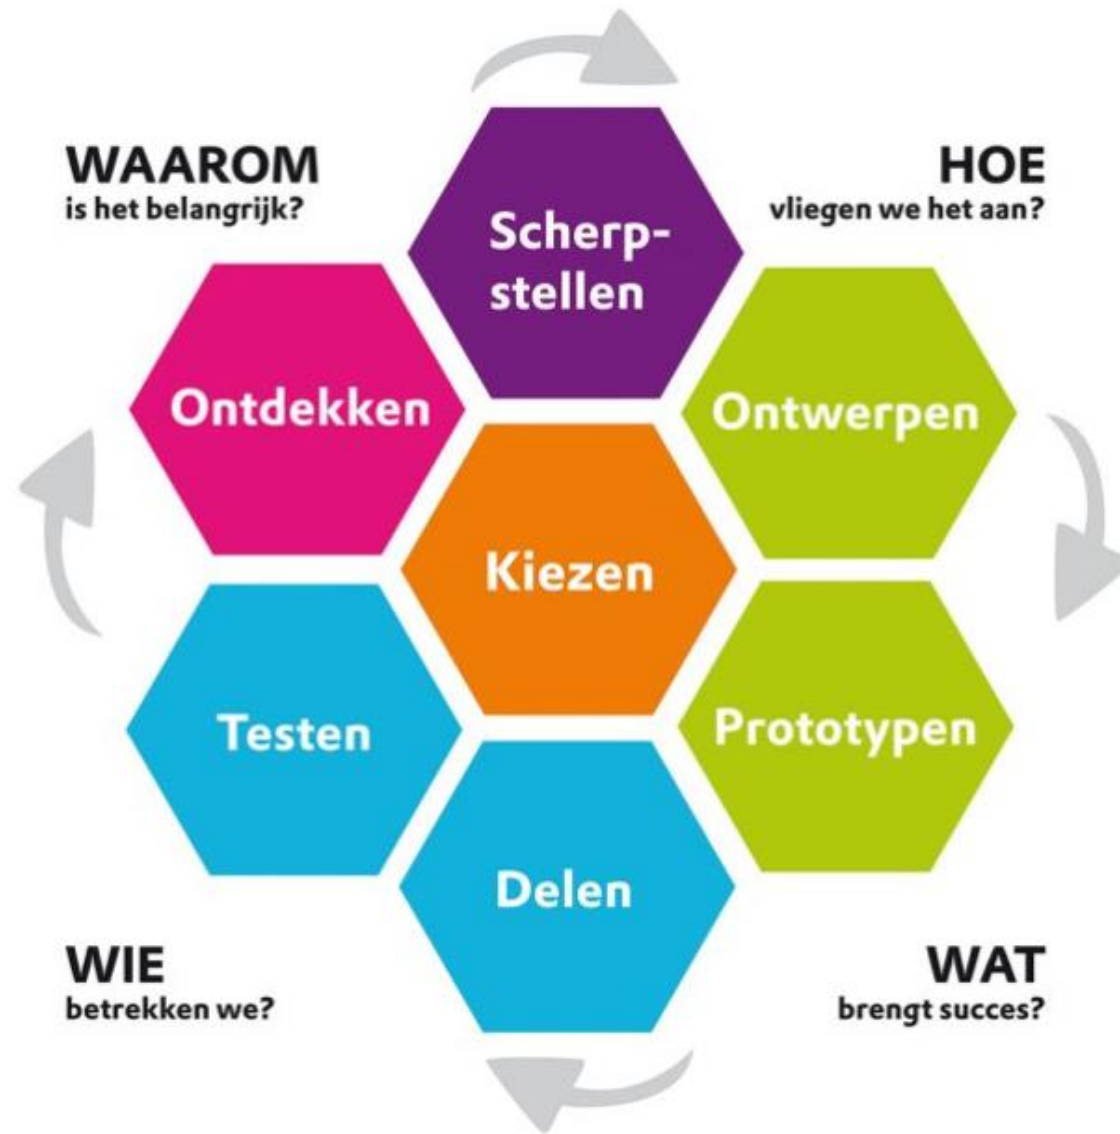 WAAROM
is het belangrijk?
HOE
vliegen we het aan?
Scherp-
stellen
Ontdekken
Ontwerpen
Kiezen
Testen
Prototypen
Delen
WIE
betrekken we?
WAT
brengt succes?